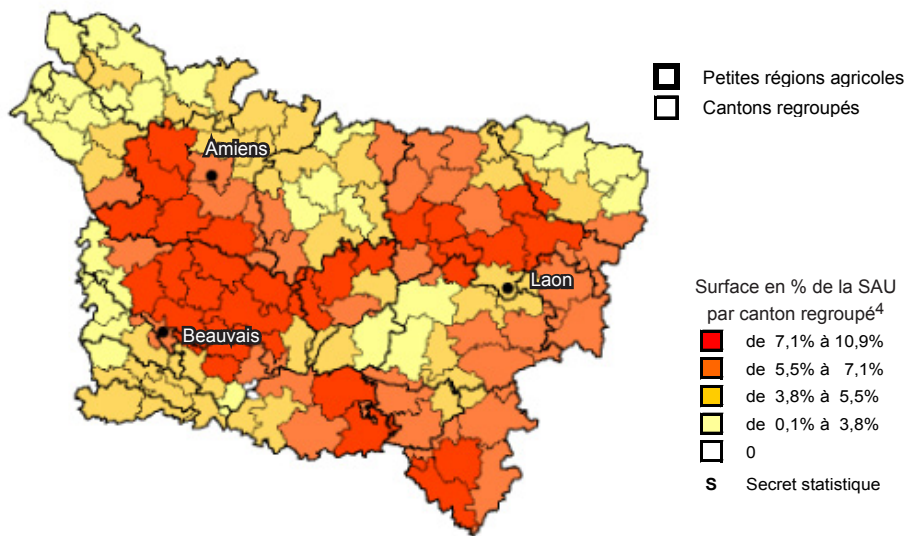 Petites régions agricoles
Cantons regroupés
Amiens
Laon
Beauvais
Surface en % de la SAU
par canton regroupé⁴
de 7,1% à 10,9%
de 5,5% à 7,1%
de 3,8% à 5,5%
de 0,1% à 3,8%
0
S Secret statistique